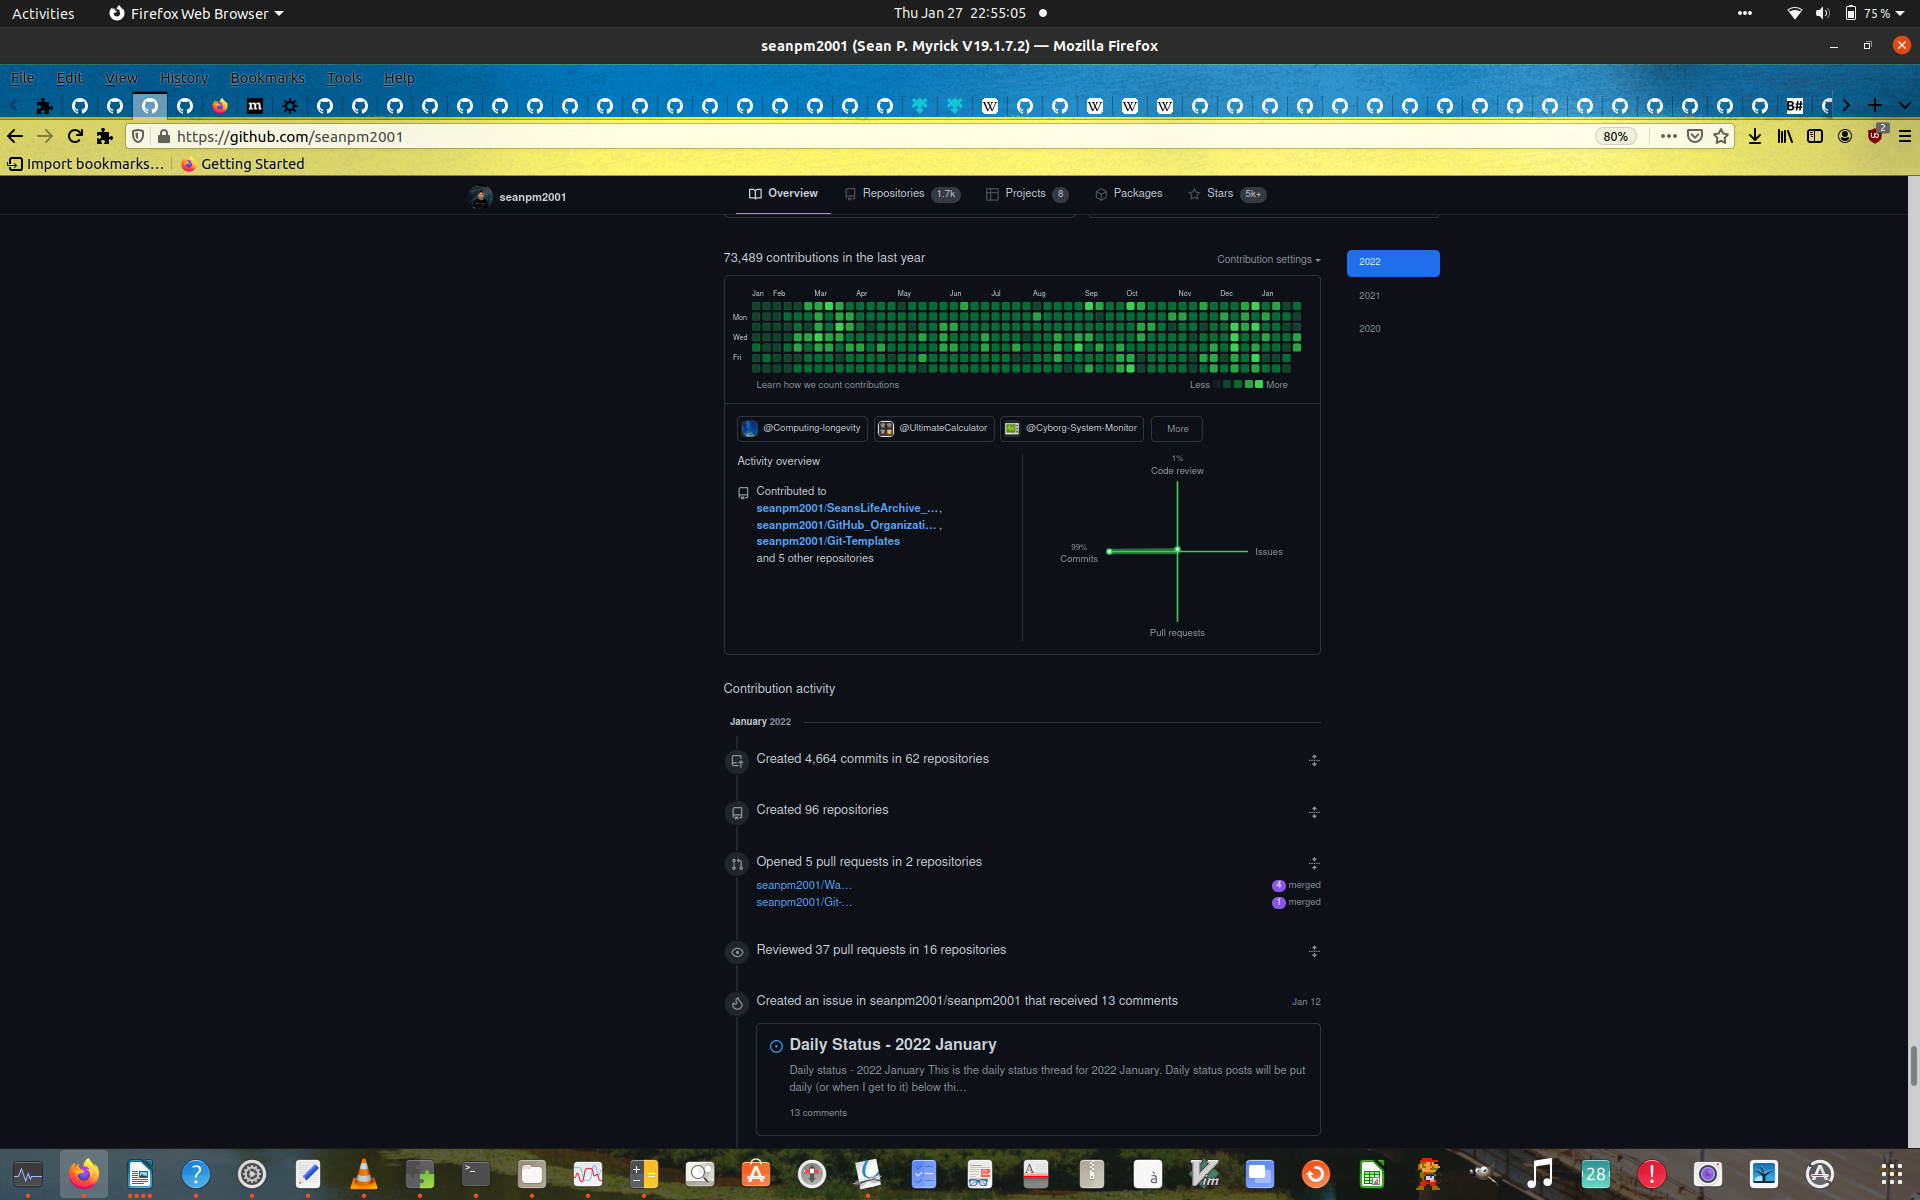 Activities
Firefox Web Browser
Thu Jan 27 22:55:05
75 %
seanpm2001 (Sean P. Myrick V19.1.7.2) — Mozilla Firefox
File Edit View History Bookmarks Tools Help
m
W
W
W
W
B#
https://github.com/seanpm2001
80%
2
Import bookmarks...
Getting Started
seanpm2001
Overview
Repositories 1.7k
Projects 8
Packages
Stars 5k+
73,489 contributions in the last year
Contribution settings
2022
2021
2020
Jan Feb Mar Apr May Jun Jul Aug Sep Oct Nov Dec Jan
Mon
Wed
Fri
Learn how we count contributions
Less More
@Computing-longevity
@UltimateCalculator
@Cyborg-System-Monitor
More
Activity overview
Contributed to
seanpm2001/SeansLifeArchive_...,
seanpm2001/GitHub_Organizati... ,
seanpm2001/Git-Templates
and 5 other repositories
1%
Code review
99%
Commits
Issues
Pull requests
Contribution activity
January 2022
Created 4,664 commits in 62 repositories
Created 96 repositories
Opened 5 pull requests in 2 repositories
seanpm2001/Wa...
4 merged
seanpm2001/Git-...
1 merged
Reviewed 37 pull requests in 16 repositories
Created an issue in seanpm2001/seanpm2001 that received 13 comments
Jan 12
Daily Status - 2022 January
Daily status - 2022 January This is the daily status thread for 2022 January. Daily status posts will be put
daily (or when I get to it) below thi...
13 comments
28